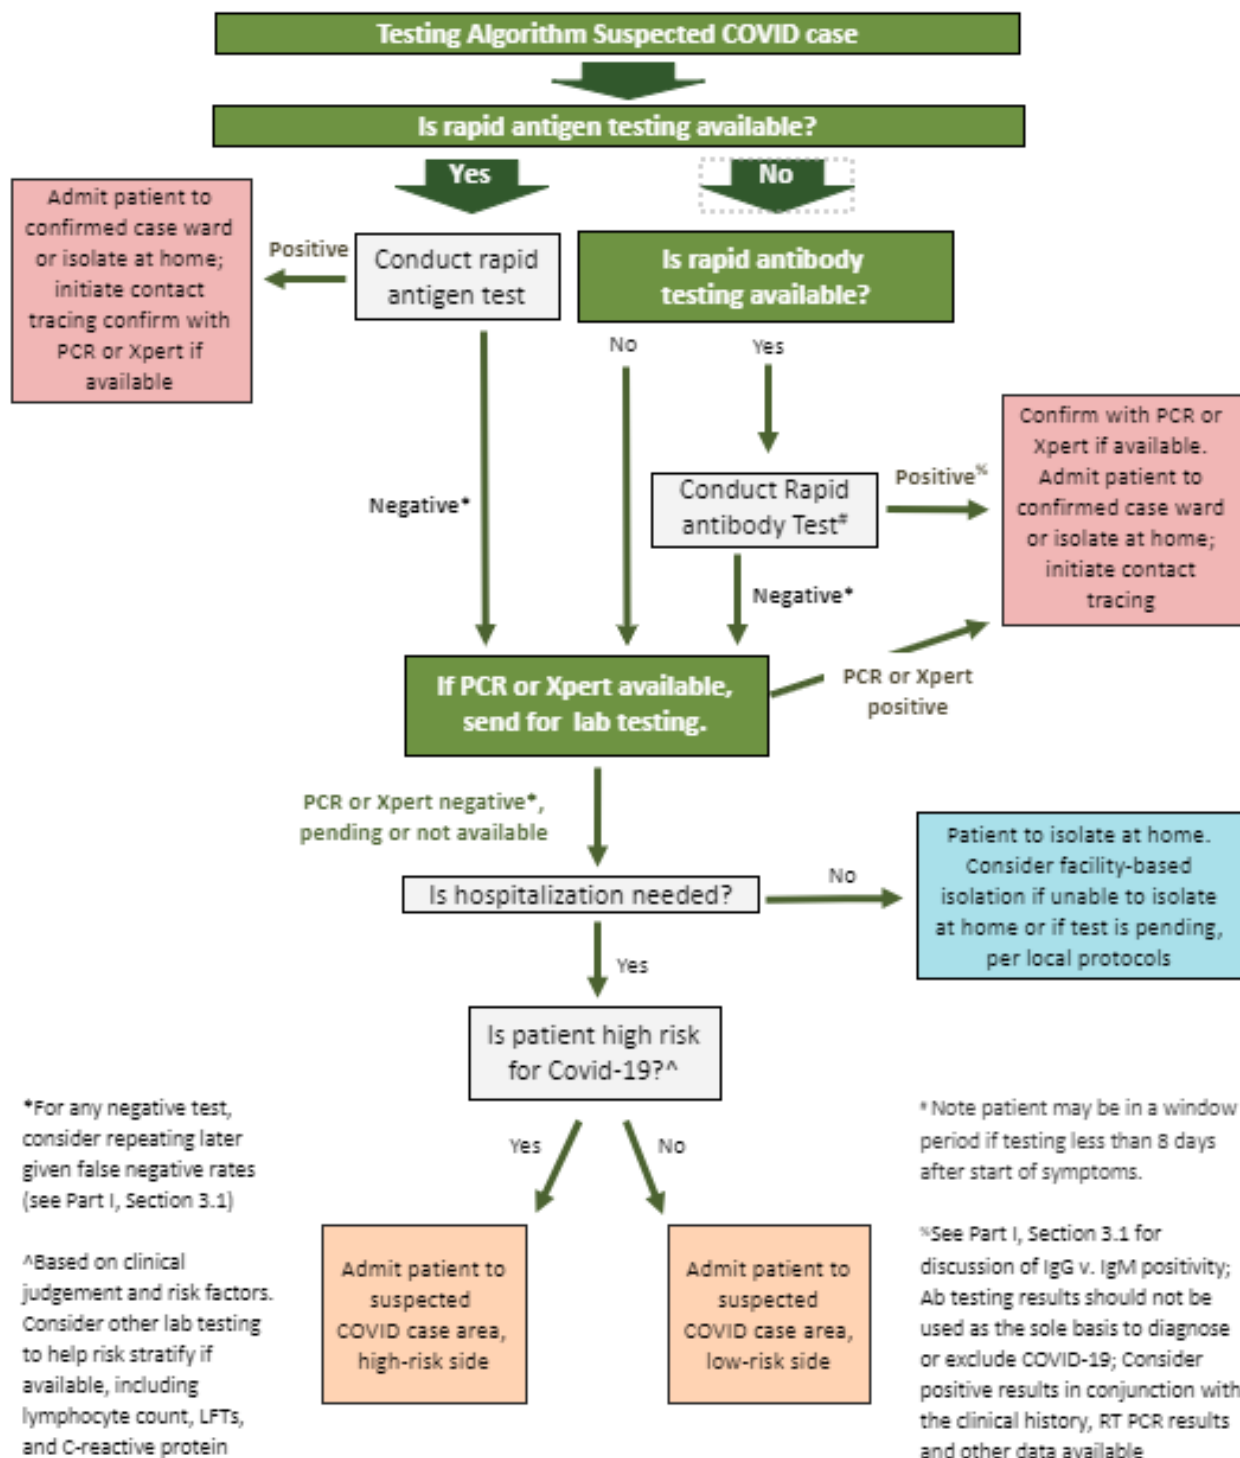 Testing Algorithm Suspected COVID case
Is rapid antigen testing available?
Yes
No
Admit patient to
confirmed case ward
or isolate at home;
initiate contact
tracing confirm with
PCR or Xpert if
available
Positive
Conduct rapid
antigen test
Is rapid antibody
testing available?
No
Yes
Negative*
Conduct Rapid
antibody Test#
Positive%
Confirm with PCR or
Xpert if available.
Admit patient to
confirmed case ward
or isolate at home;
initiate contact
tracing
Negative*
If PCR or Xpert available,
send for lab testing.
PCR or Xpert
positive
PCR or Xpert negative*,
pending or not available
Is hospitalization needed?
No
Patient to isolate at home.
Consider facility-based
isolation if unable to isolate
at home or if test is pending,
per local protocols
Yes
Is patient high risk
for Covid-19?^
Yes
No
Admit patient to
suspected
COVID case area,
high-risk side
Admit patient to
suspected
COVID case area,
low-risk side
*For any negative test,
consider repeating later
given false negative rates
(see Part I, Section 3.1)
^Based on clinical
judgement and risk factors.
Consider other lab testing
to help risk stratify if
available, including
lymphocyte count, LFTs,
and C-reactive protein
# Note patient may be in a window
period if testing less than 8 days
after start of symptoms.
%See Part I, Section 3.1 for
discussion of IgG v. IgM positivity;
Ab testing results should not be
used as the sole basis to diagnose
or exclude COVID-19; Consider
positive results in conjunction with
the clinical history, RT PCR results
and other data available